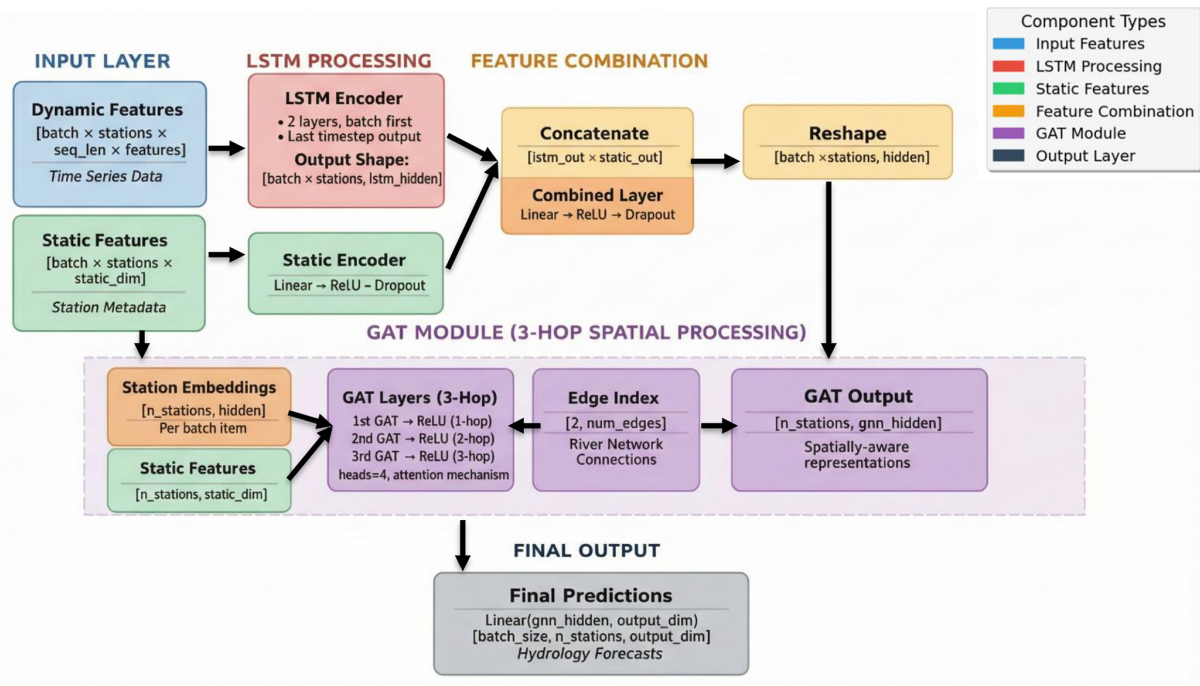 Component Types
Input Features
LSTM Processing
Static Features
Feature Combination
GAT Module
Output Layer
INPUT LAYER
LSTM PROCESSING
FEATURE COMBINATION
Dynamic Features
[batch × stations ×
seq_len × features]
Time Series Data
LSTM Encoder
• 2 layers, batch first
• Last timestep output
Output Shape:
[batch × stations, lstm_hidden]
Concatenate
[istm_out × static_out]
Combined Layer
Linear → ReLU → Drapout
Reshape
[batch ×stations, hidden]
Static Features
[batch × stations ×
static_dim]
Station Metadata
Static Encoder
Linear → RelU – Dropout
GAT MODULE (3-HOP SPATIAL PROCESSING)
Station Embeddings
[n_stations, hidden]
Per batch item
Static Features
[n_stations, static_dim]
GAT Layers (3-Hop)
1st GAT → ReLU (1-hop)
2nd GAT → ReLU (2-hop)
3rd GAT → ReLU (3-hop)
heads=4, attention mechanism
Edge Index
[2, num_edges]
River Network
Connections
GAT Output
[n_stations, gnn_hidden]
Spatially-aware
representations
FINAL OUTPUT
Final Predictions
Linear(gnn_hidden, output_dim)
[batch_size, n_stations, output_dim]
Hydrology Forecasts